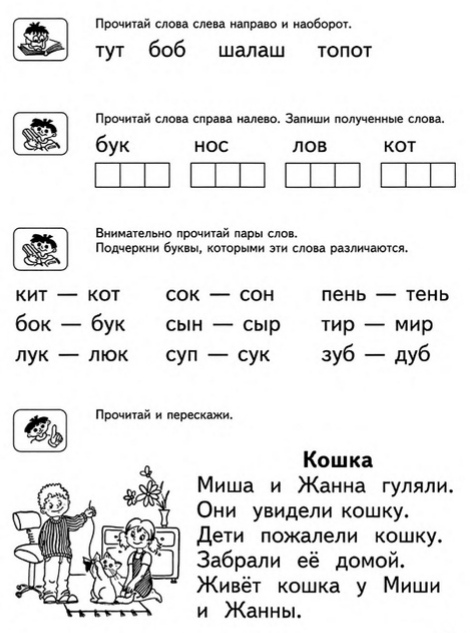 Прочитай слова слева направо и наоборот.
тут боб шалаш топот
Прочитай слова справа налево. Запиши полученные слова.
бук нос лов кот
Внимательно прочитай пары слов.
Подчеркни буквы, которыми эти слова различаются.
кит — кот сок — сон пень — тень
бок — бук сын — сыр тир — мир
лук — люк суп — сук зуб — дуб
Прочитай и перескажи.
Кошка
Миша и Жанна гуляли.
Они увидели кошку.
Дети пожалели кошку.
Забрали её домой.
Живёт кошка у Миши
и Жанны.